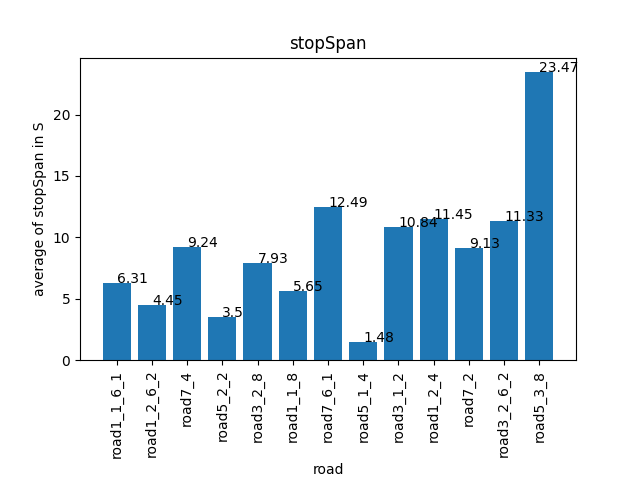 stopSpan
average of stopSpan in S
20
15
10
5
0
6.31
4.45
9.24
3.5
7.93
5.65
12.49
1.48
10.84
11.45
9.13
11.33
23.47
road1_1_6_1
road1_2_6_2
road7_4
road5_2_2
road3_2_8
road1_1_8
road7_6_1
road5_1_4
road3_1_2
road1_2_4
road7_2
road3_2_6_2
road5_3_8
road